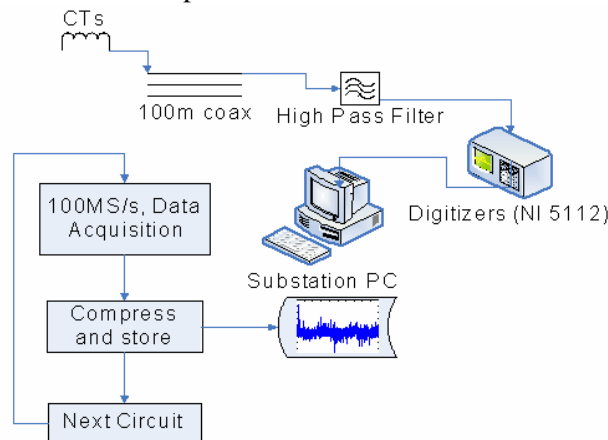 CTs
100m coax
High Pass Filter
Digitizers (NI 5112)
Substation PC
100MS/s, Data
Acquisition
Compress
and store
Next Circuit